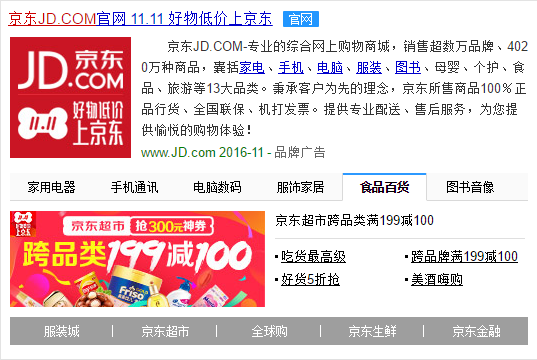 京东JD.COM官网 11.11 好物低价上京东 官网
JD 京东
.COM
11.11 好物低价
上京东
京东JD.COM-专业的综合网上购物商城，销售超数万品牌、402
0万种商品，囊括家电、手机、电脑、服装、图书、母婴、个护、食
品、旅游等13大品类。秉承客户为先的理念，京东所售商品100%正
品行货、全国联保、机打发票。提供专业配送、售后服务，为您提
供愉悦的购物体验！
www.JD.com 2016-11 - 品牌广告
家用电器 手机通讯 电脑数码 服饰家居 食品百货 图书音像
京东超市 抢300元神券
跨品类199减100
Friso
京东超市跨品类满199减100
吃货最高级 跨品牌满199减100
好货5折抢 美酒嗨购
服装城 京东超市 全球购 京东生鲜 京东金融